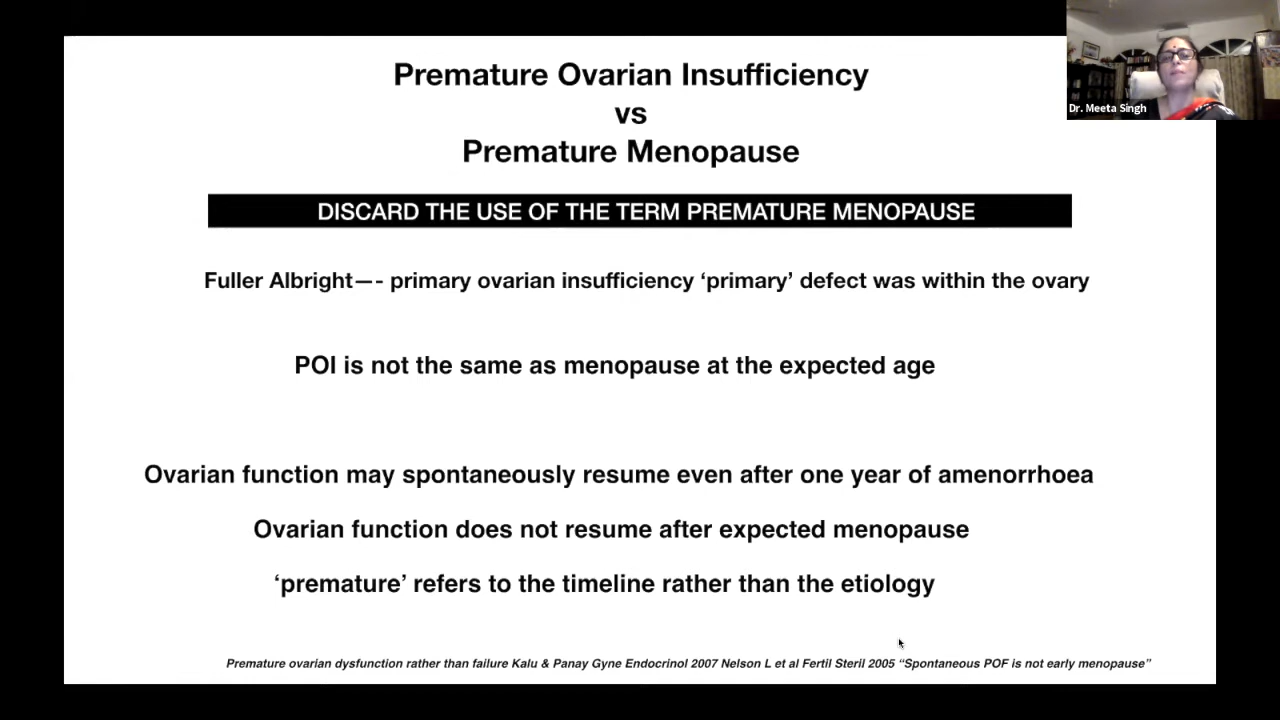 Premature Ovarian Insufficiency
vs
Premature Menopause
Dr. Meeta Singh
DISCARD THE USE OF THE TERM PREMATURE MENOPAUSE
Fuller Albright—- primary ovarian insufficiency ‘primary’ defect was within the ovary
POI is not the same as menopause at the expected age
Ovarian function may spontaneously resume even after one year of amenorrhoea
Ovarian function does not resume after expected menopause
‘premature’ refers to the timeline rather than the etiology
Premature ovarian dysfunction rather than failure Kalu & Panay Gyne Endocrinol 2007 Nelson L et al Fertil Steril 2005 “Spontaneous POF is not early menopause”